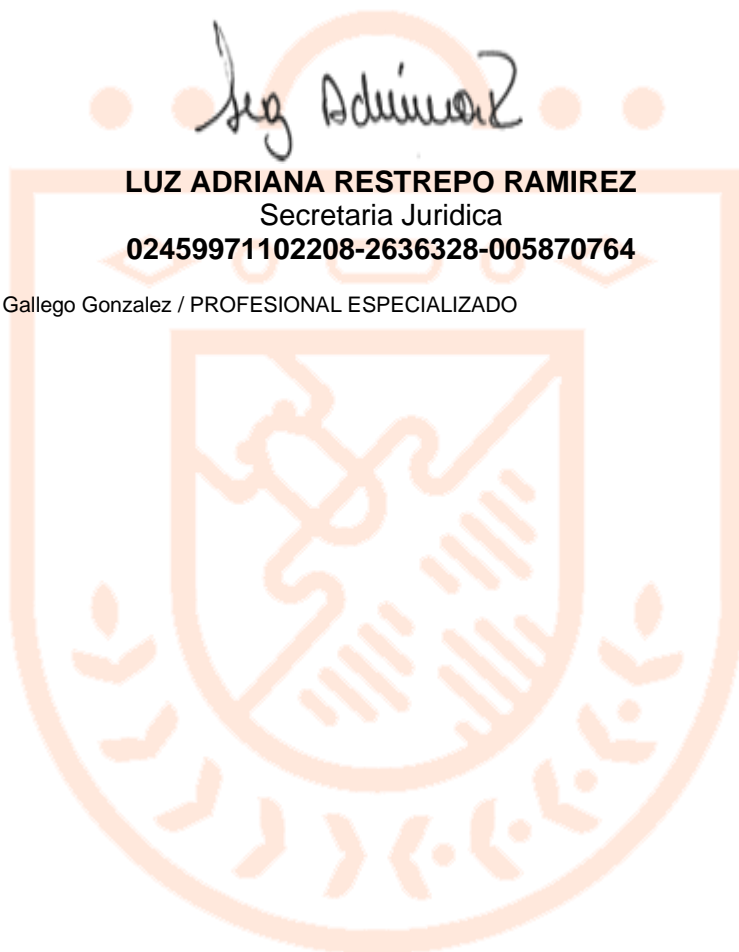 LUZ ADRIANA RESTREPO RAMIREZ
Secretaria Juridica
02459971102208-2636328-005870764
Gallego Gonzalez / PROFESIONAL ESPECIALIZADO